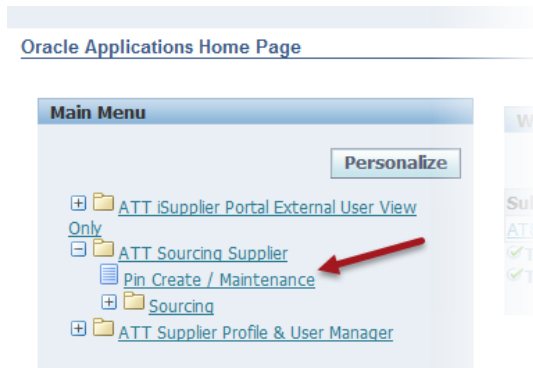 Oracle Applications Home Page
Main Menu
Personalize
ATT iSupplier Portal External User View
Only
ATT Sourcing Supplier
Pin Create / Maintenance
Sourcing
ATT Supplier Profile & User Manager